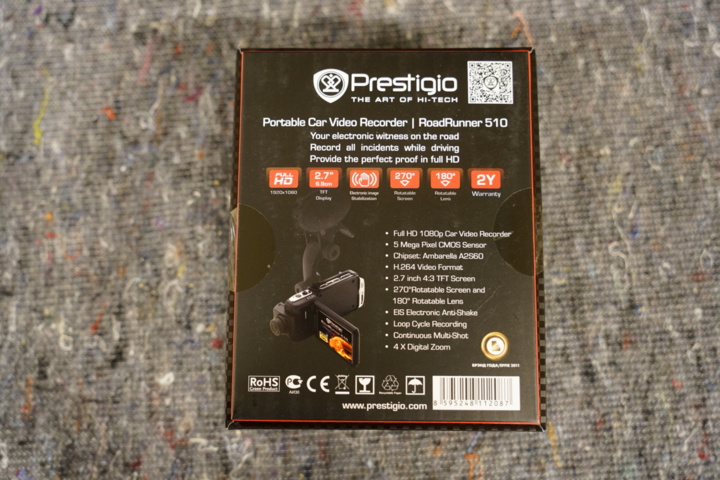 Prestigio
THE ART OF HI-TECH
Portable Car Video Recorder | RoadRunner 510
Your electronic witness on the road
Record all incidents while driving
Provide the perfect proof in full HD
FULL HD 2.7" 270° 180° 2Y
1920x1080 TFT Display Electronic image Stabilization Rotatable Screen Rotatable Lens Warranty
• Full HD 1080p Car Video Recorder
• 5 Mega Pixel CMOS Sensor
• Chipset: Ambarella A2S60
• H.264 Video Format
• 2.7 inch 4:3 TFT Screen
• 270°Rotatable Screen and
180° Rotatable Lens
• EIS Electronic Anti-Shake
• Loop Cycle Recording
• Continuous Multi-Shot
• 4 X Digital Zoom
RoHS
Green Product
CE
www.prestigio.com
8 595248 112087